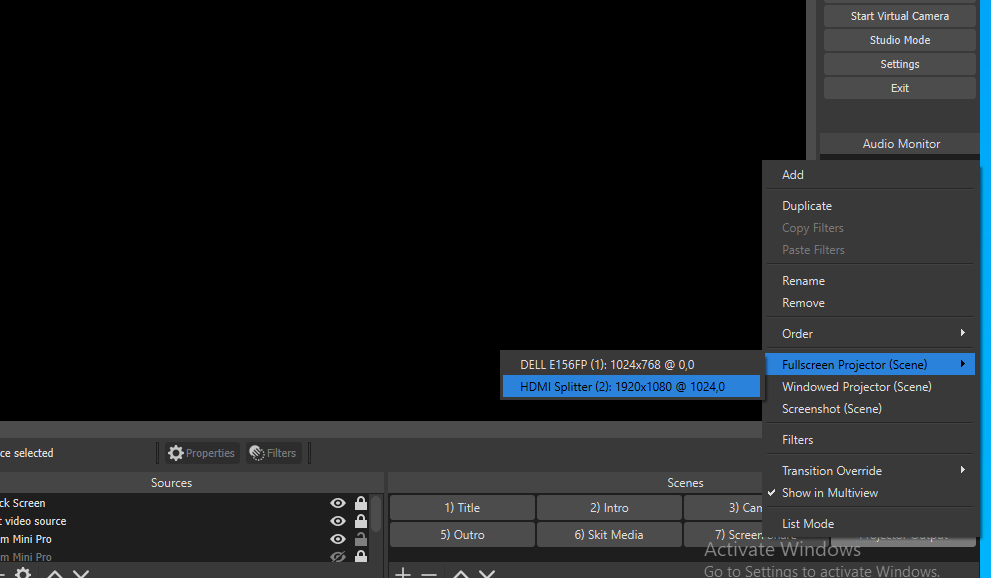 Start Virtual Camera
Studio Mode
Settings
Exit
Audio Monitor
Add
Duplicate
Copy Filters
Paste Filters
Rename
Remove
Order
Fullscreen Projector (Scene)
DELL E156FP (1): 1024x768 @ 0,0
HDMI Splitter (2): 1920x1080 @ 1024,0
Windowed Projector (Scene)
Screenshot (Scene)
Filters
Transition Override
Show in Multiview
List Mode
ce selected
Properties
Filters
Sources
Scenes
ck Screen
t video source
m Mini Pro
m Mini Pro
1) Title
2) Intro
3) Can
5) Outro
6) Skit Media
7) Screen Share
Projector Output
Activate Windows
Go to Settings to activate Windows.